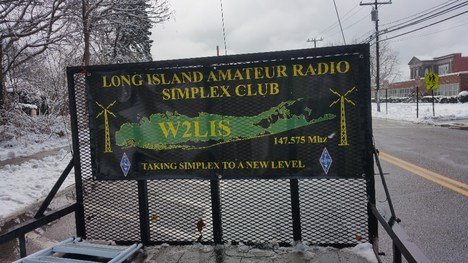 LONG ISLAND AMATEUR RADIO
SIMPLEX CLUB
W2LIS
147.575 Mhz
TAKING SIMPLEX TO A NEW LEVEL